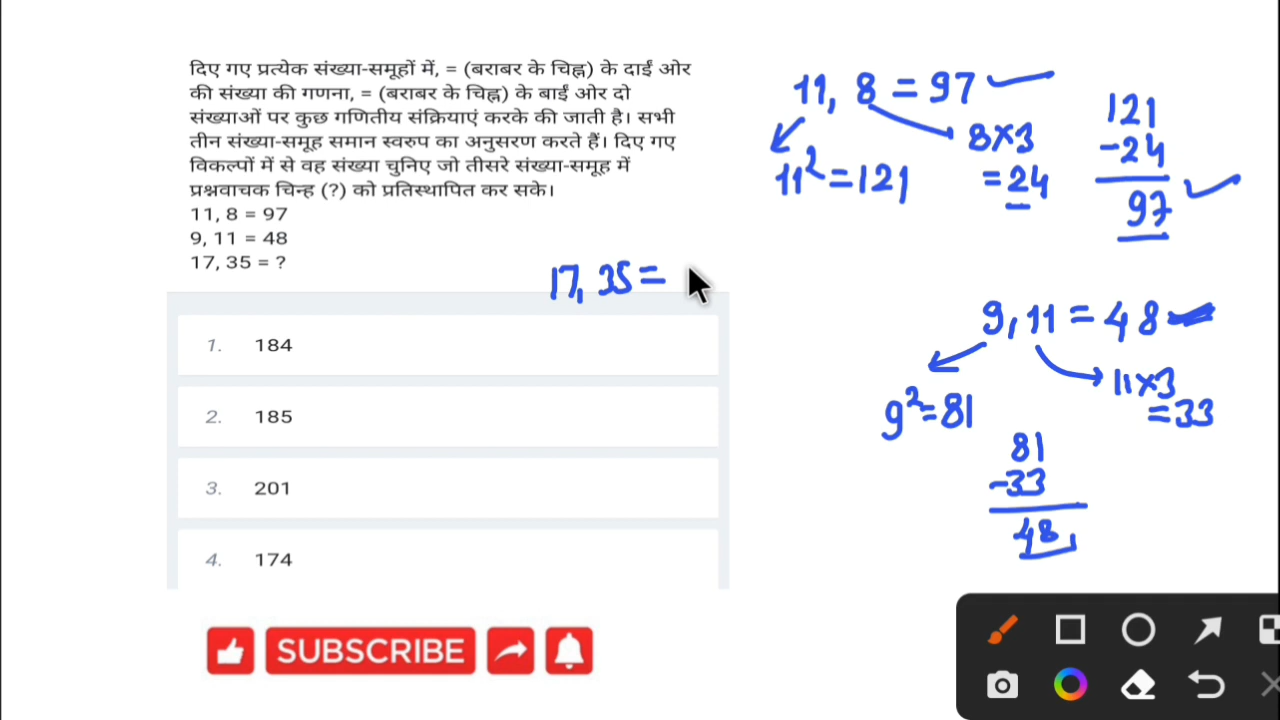 दिए गए प्रत्येक संख्या-समूहों में, = (बराबर के चिह्न) के दाईं ओर
की संख्या की गणना, = (बराबर के चिह्न) के बाईं ओर दो
संख्याओं पर कुछ गणितीय संक्रियाएं करके की जाती है। सभी
तीन संख्या-समूह समान स्वरुप का अनुसरण करते हैं। दिए गए
विकल्पों में से वह संख्या चुनिए जो तीसरे संख्या-समूह में
प्रश्नवाचक चिन्ह (?) को प्रतिस्थापित कर सके।
11, 8 = 97
9, 11 = 48
17, 35 = ?
17, 35 =
1. 184
2. 185
3. 201
4. 174
SUBSCRIBE
11, 8 = 97
11² = 121
8×3
= 24
121
-24
97
9, 11 = 48
9² = 81
11×3
= 33
81
-33
48